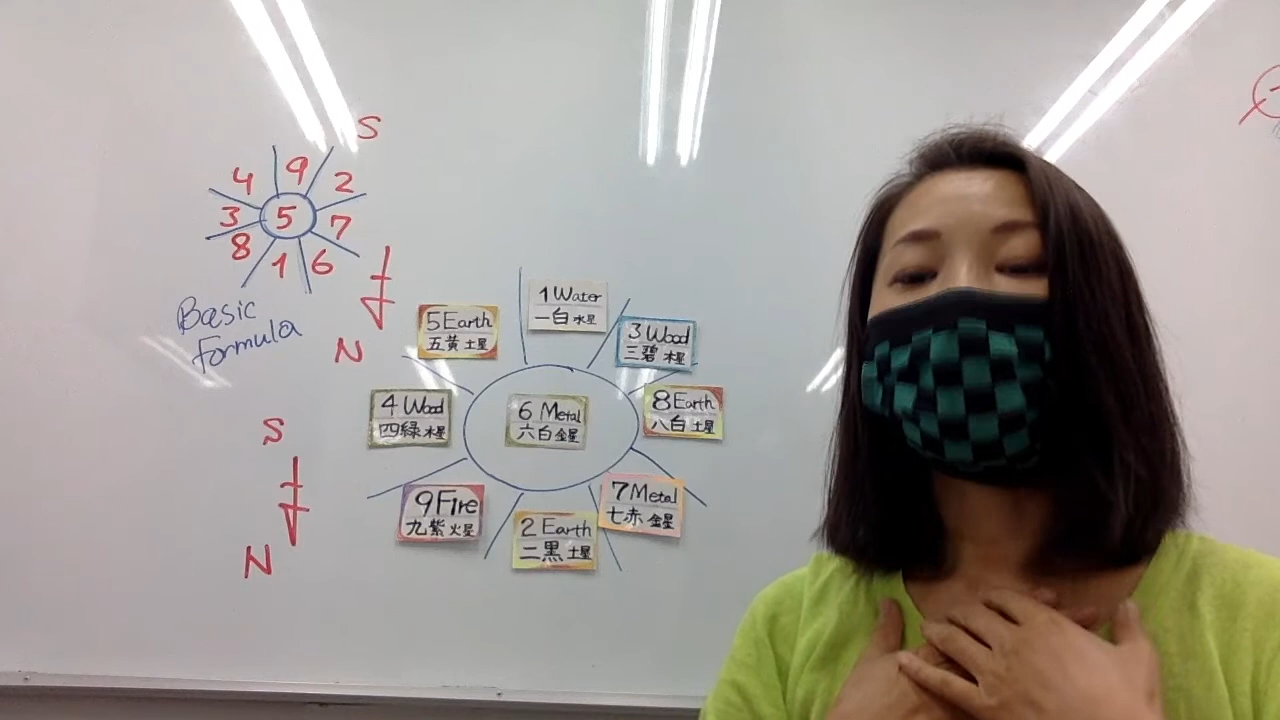 S
4 9 2
3 5 7
8 1 6
Basic
formula
N
S
N
1 Water
一白 水星
5 Earth
五黄 土星
3 Wood
三碧 木星
4 Wood
四緑 木星
6 Metal
六白 金星
8 Earth
八白 土星
9 Fire
九紫 火星
2 Earth
二黒 土星
7 Metal
七赤 金星